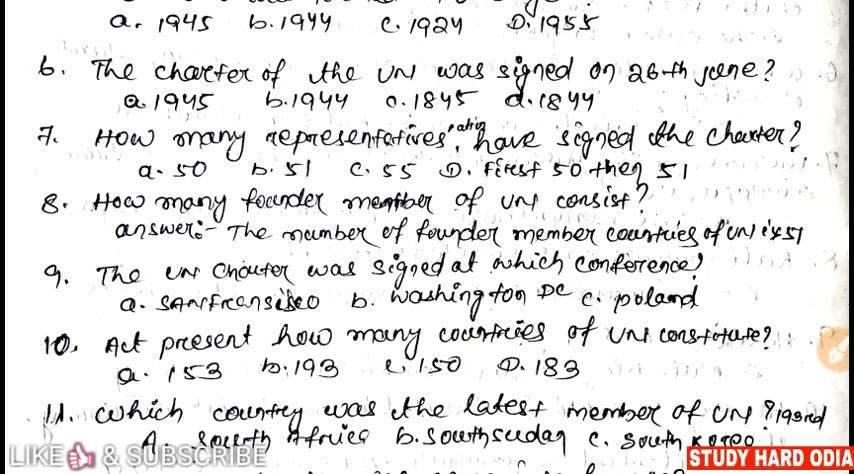 a. 1945 b. 1944 c. 1924 D. 1955
6. The charter of the UN was signed on 26th june?
a. 1945 b. 1944 c. 1845 d. 1844
7. How many representatives, have signed the charter?
a. 50 b. 51 c. 55 D. first 50 then 51
8. How many founder member of UN consist?
answer:- The number of founder member countries of UN is 51
9. The UN charter was signed at which conference?
a. SANfransisco b. Washington DC c. poland
10. Act present how many countries of UN constitute?
a. 153 b. 193 c. 150 D. 183
11. which country was the latest member of UN? 193rd
A. South Africa b. South sudan c. South Korea
LIKE & SUBSCRIBE
STUDY HARD ODIA